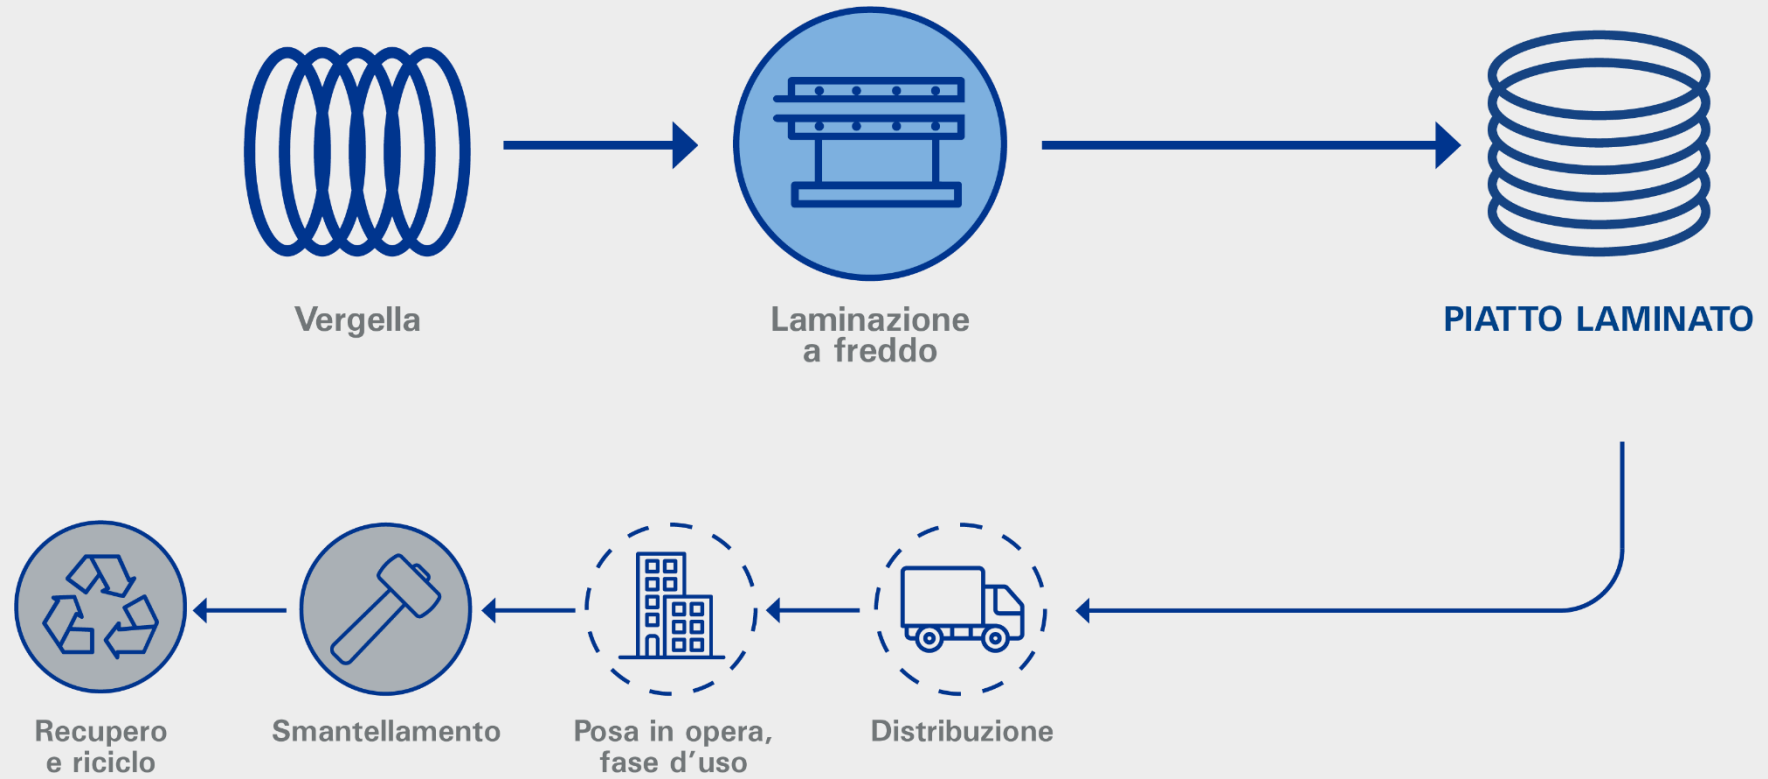 Vergella
Laminazione
a freddo
PIATTO LAMINATO
Recupero
e riciclo
Smantellamento
Posa in opera,
fase d'uso
Distribuzione